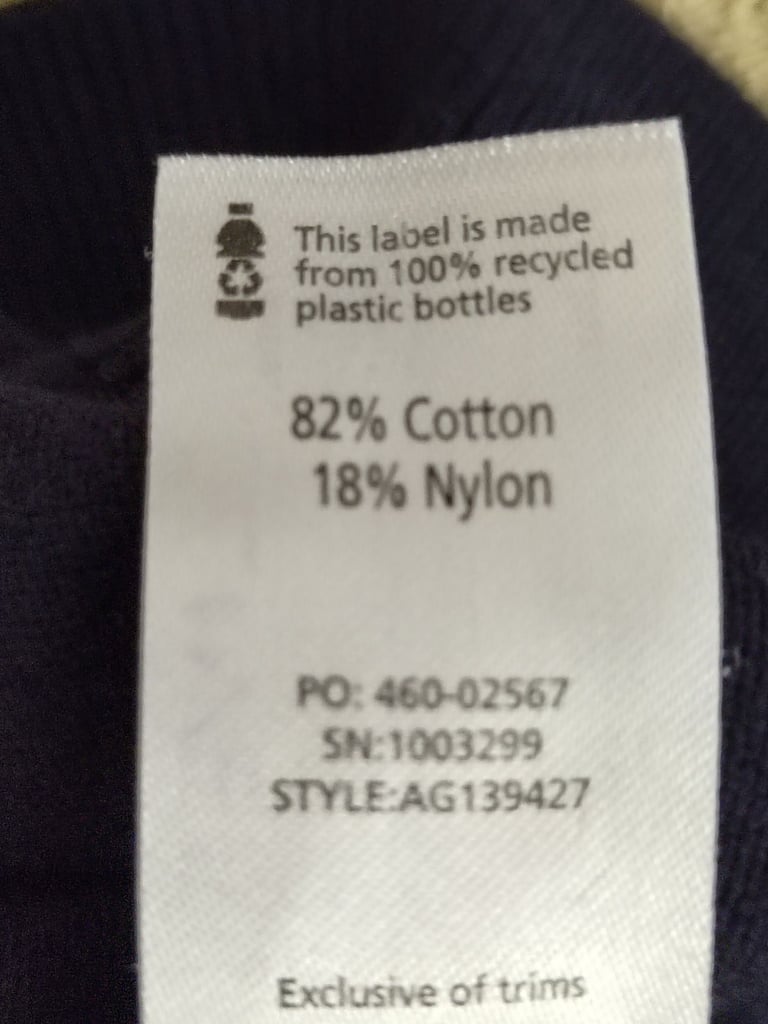 This label is made
from 100% recycled
plastic bottles
82% Cotton
18% Nylon
PO: 460-02567
SN:1003299
STYLE:AG139427
Exclusive of trims